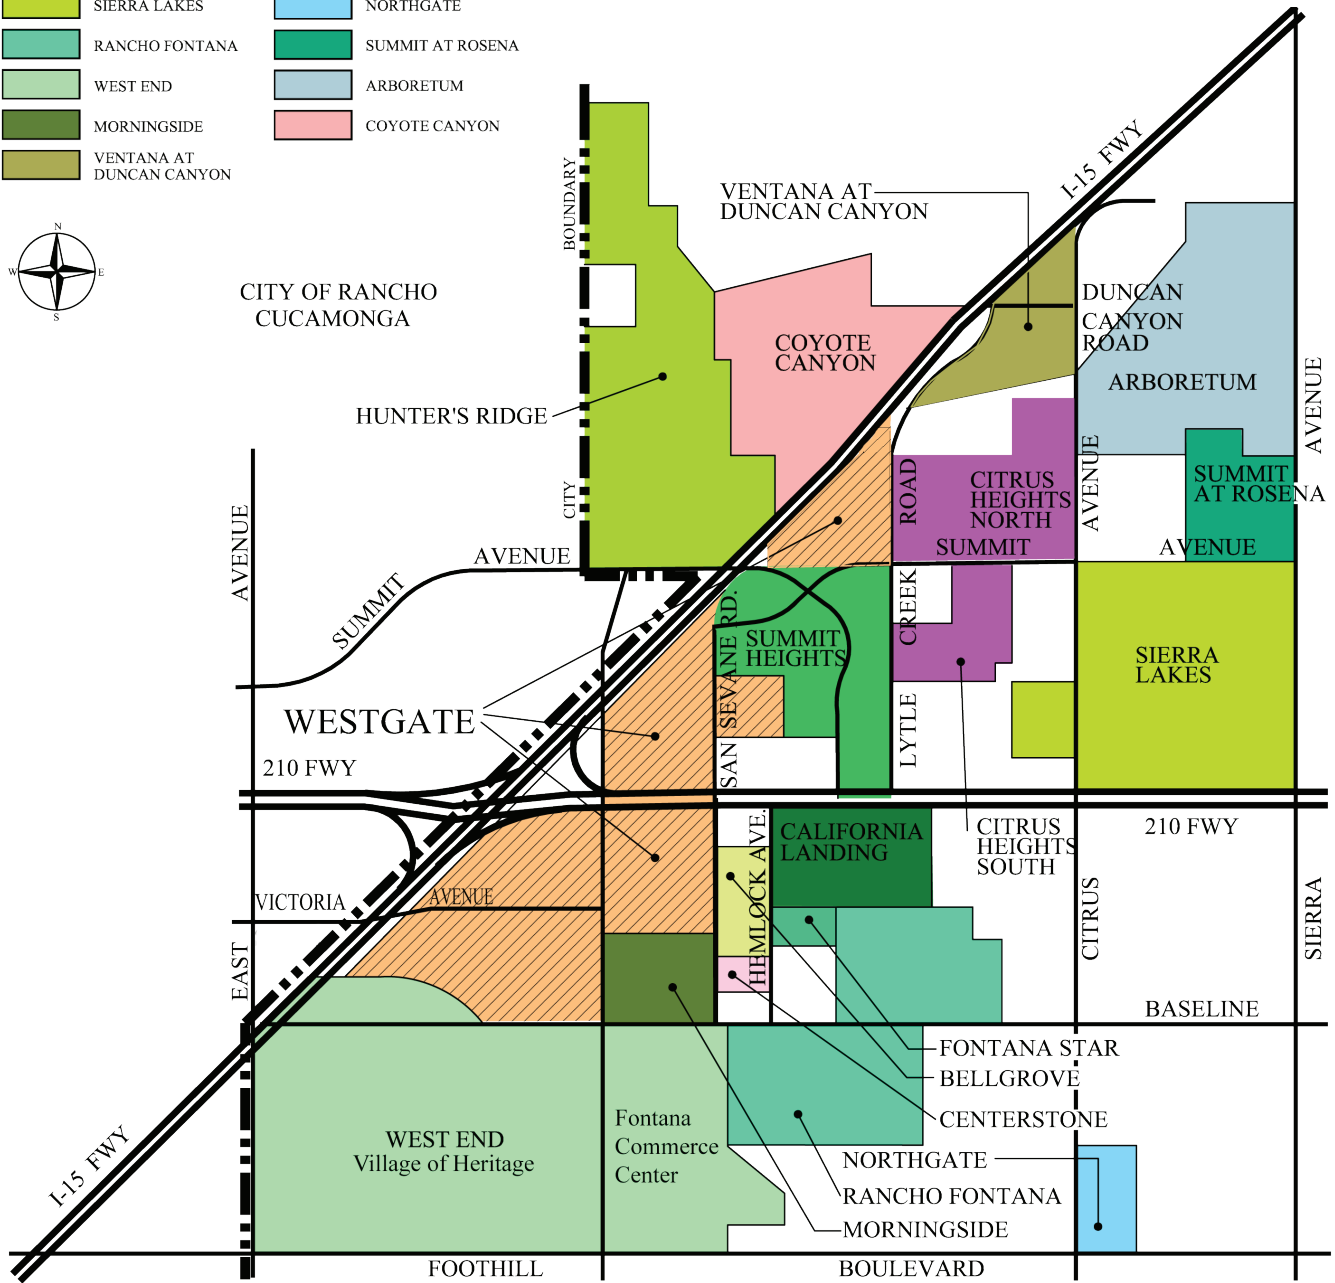 SIERRA LAKES
NORTHGATE
RANCHO FONTANA
SUMMIT AT ROSENA
WEST END
ARBORETUM
MORNINGSIDE
COYOTE CANYON
VENTANA AT
DUNCAN CANYON
N
W
E
S
CITY OF RANCHO
CUCAMONGA
BOUNDARY
CITY
HUNTER'S RIDGE
VENTANA AT
DUNCAN CANYON
I-15 FWY
COYOTE
CANYON
DUNCAN
CANYON
ROAD
ARBORETUM
AVENUE
AVENUE
ROAD
CITRUS
HEIGHTS
NORTH
SUMMIT
AT ROSENA
AVENUE
SUMMIT
AVENUE
SUMMIT
AVENUE
CREEK
SAN SEVANE RD.
SUMMIT
HEIGHTS
SIERRA
LAKES
WESTGATE
LYTLE
210 FWY
CALIFORNIA
LANDING
CITRUS
HEIGHTS
SOUTH
210 FWY
HEMLOCK AVE.
VICTORIA
AVENUE
EAST
CITRUS
SIERRA
BASELINE
FONTANA STAR
BELLGROVE
CENTERSTONE
WEST END
Village of Heritage
Fontana
Commerce
Center
NORTHGATE
RANCHO FONTANA
MORNINGSIDE
I-15 FWY
FOOTHILL
BOULEVARD